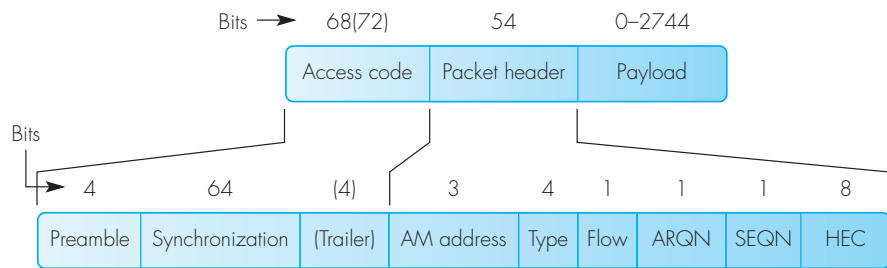 Bits 68(72) 54 0–2744
Access code Packet header Payload
Bits
4 64 (4) 3 4 1 1 1 8
Preamble Synchronization (Trailer) AM address Type Flow ARQN SEQN HEC